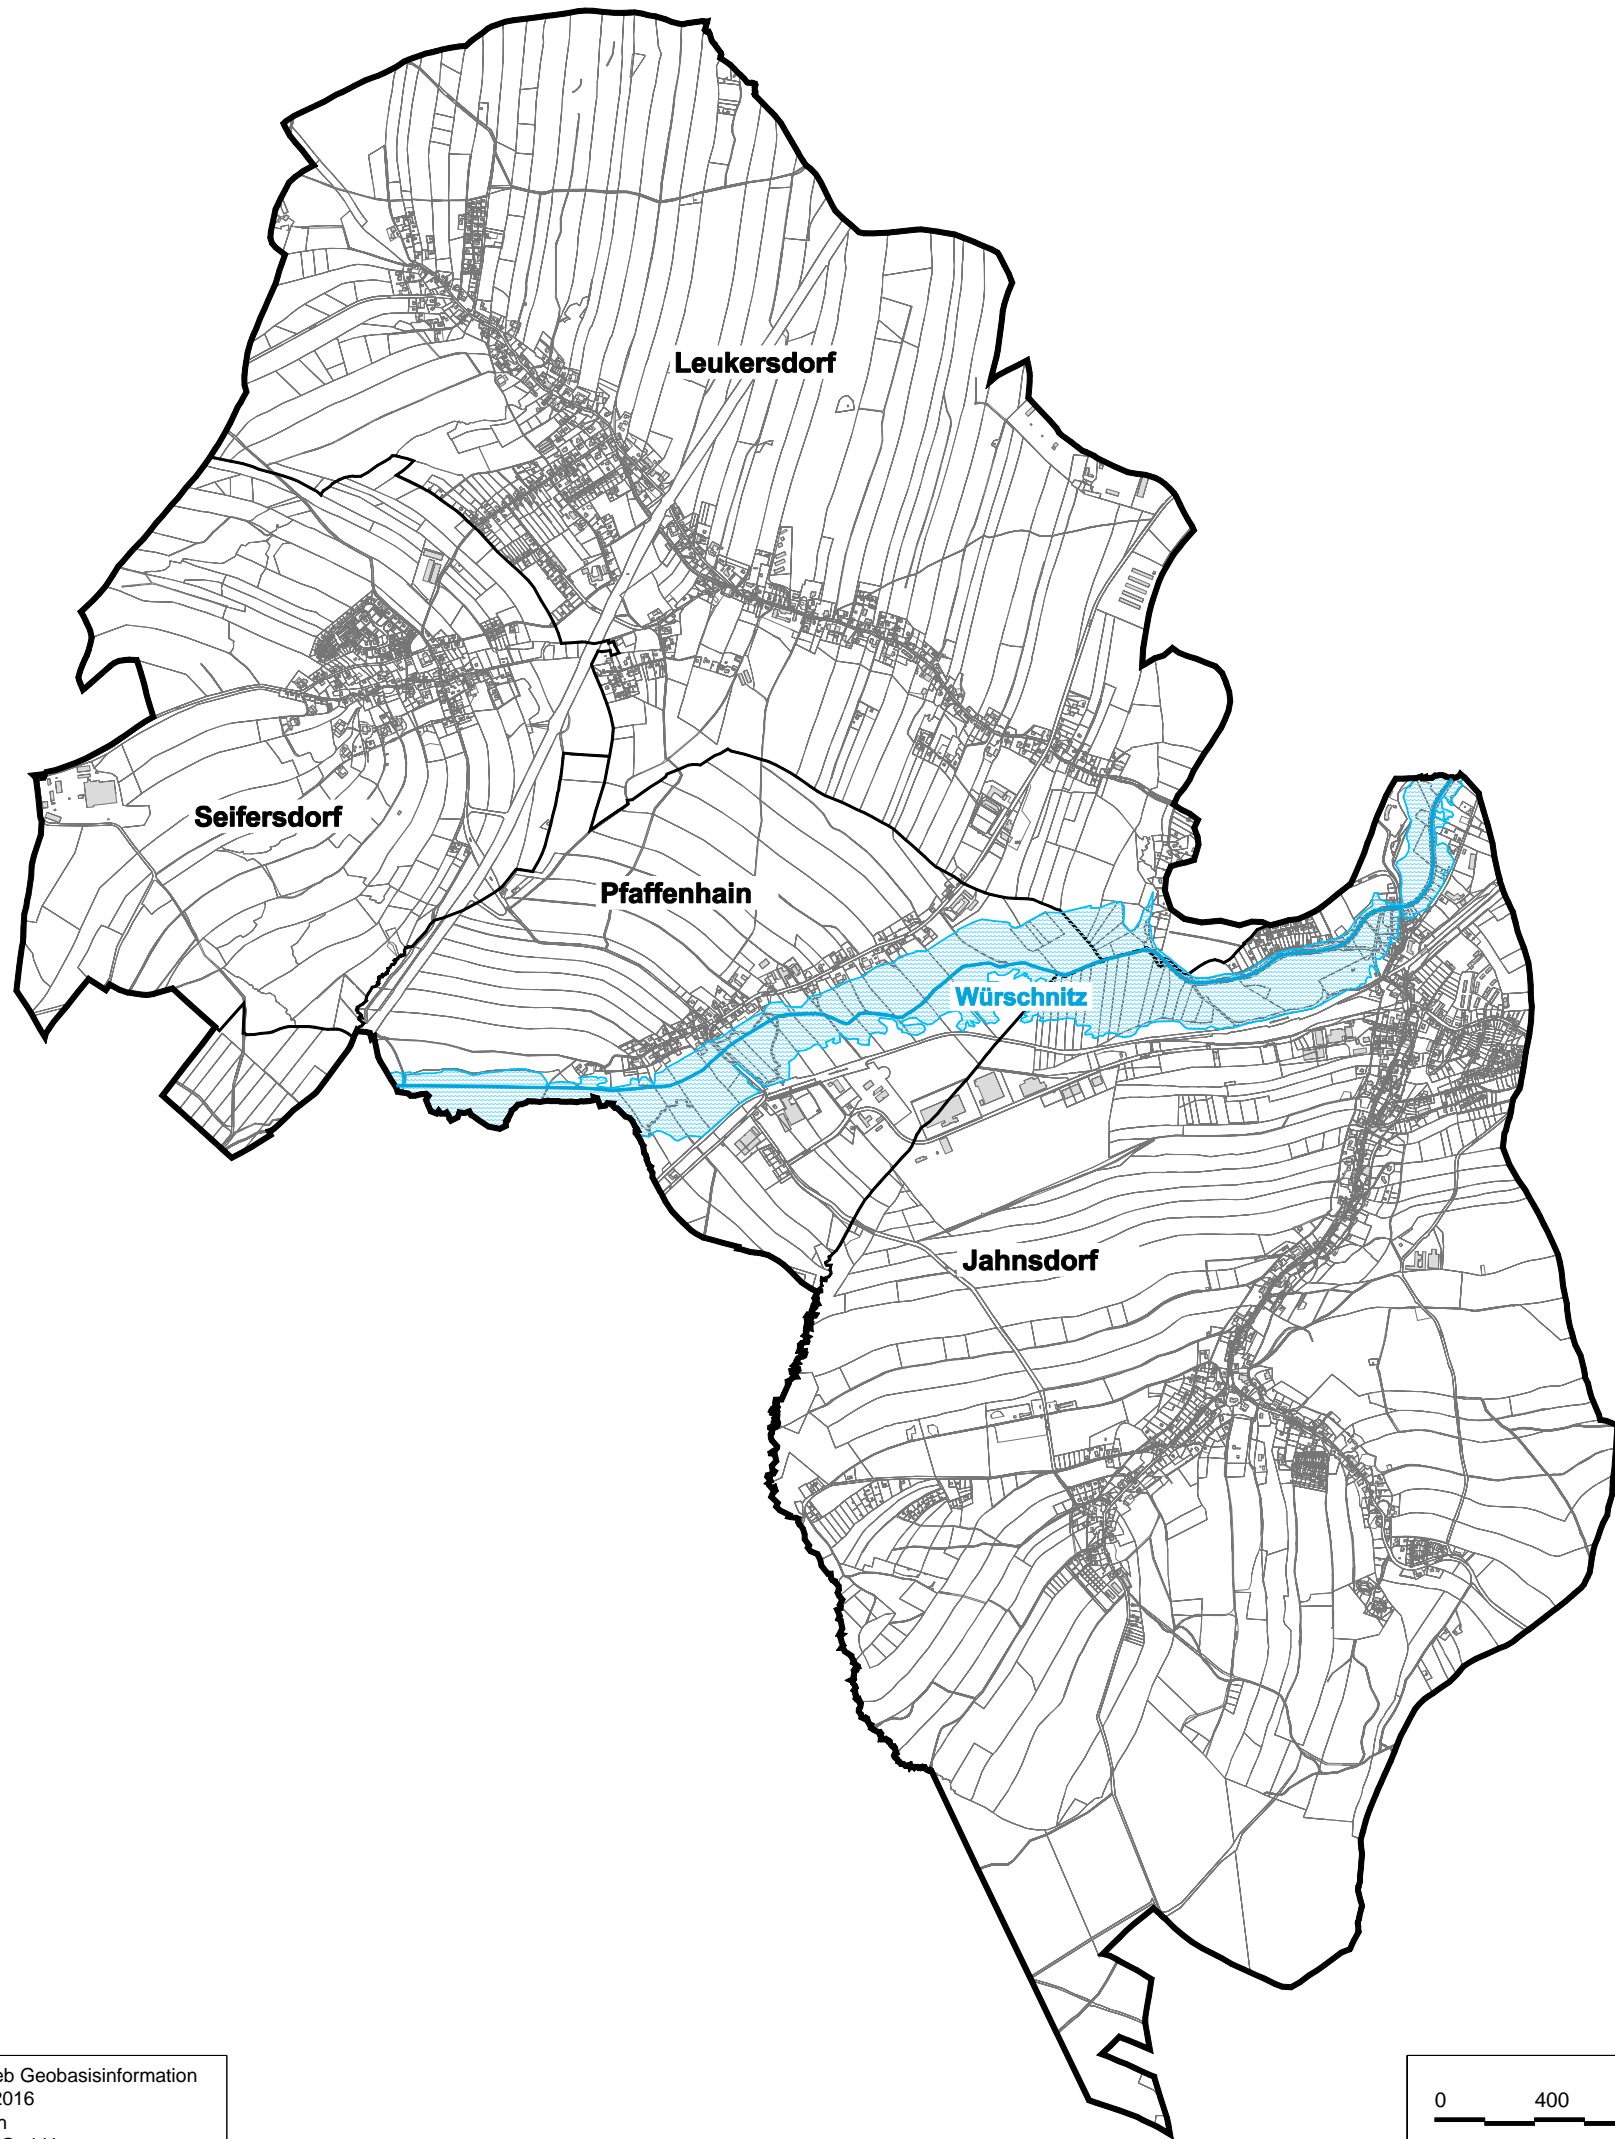 Leukersdorf
Seifersdorf
Pfaffenhain
Würschnitz
Jahnsdorf
eb Geobasisinformation
2016
0 400